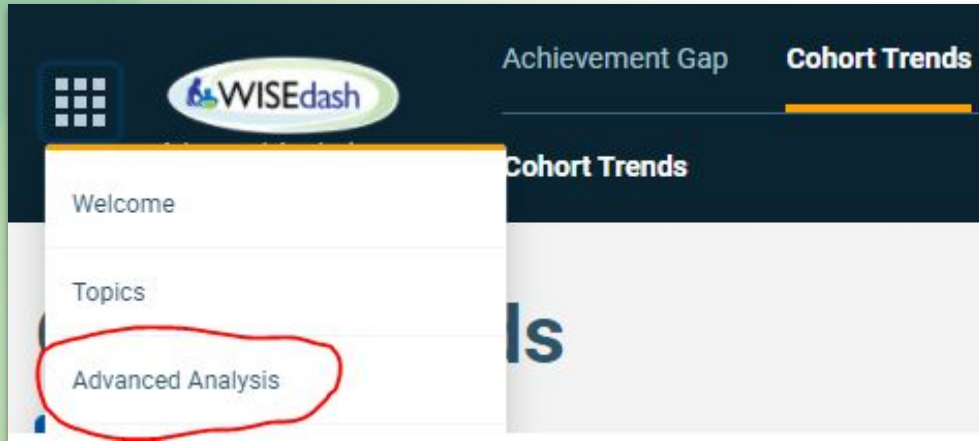 Achievement Gap
Cohort Trends
WISEdash
Cohort Trends
Welcome
Topics
Advanced Analysis